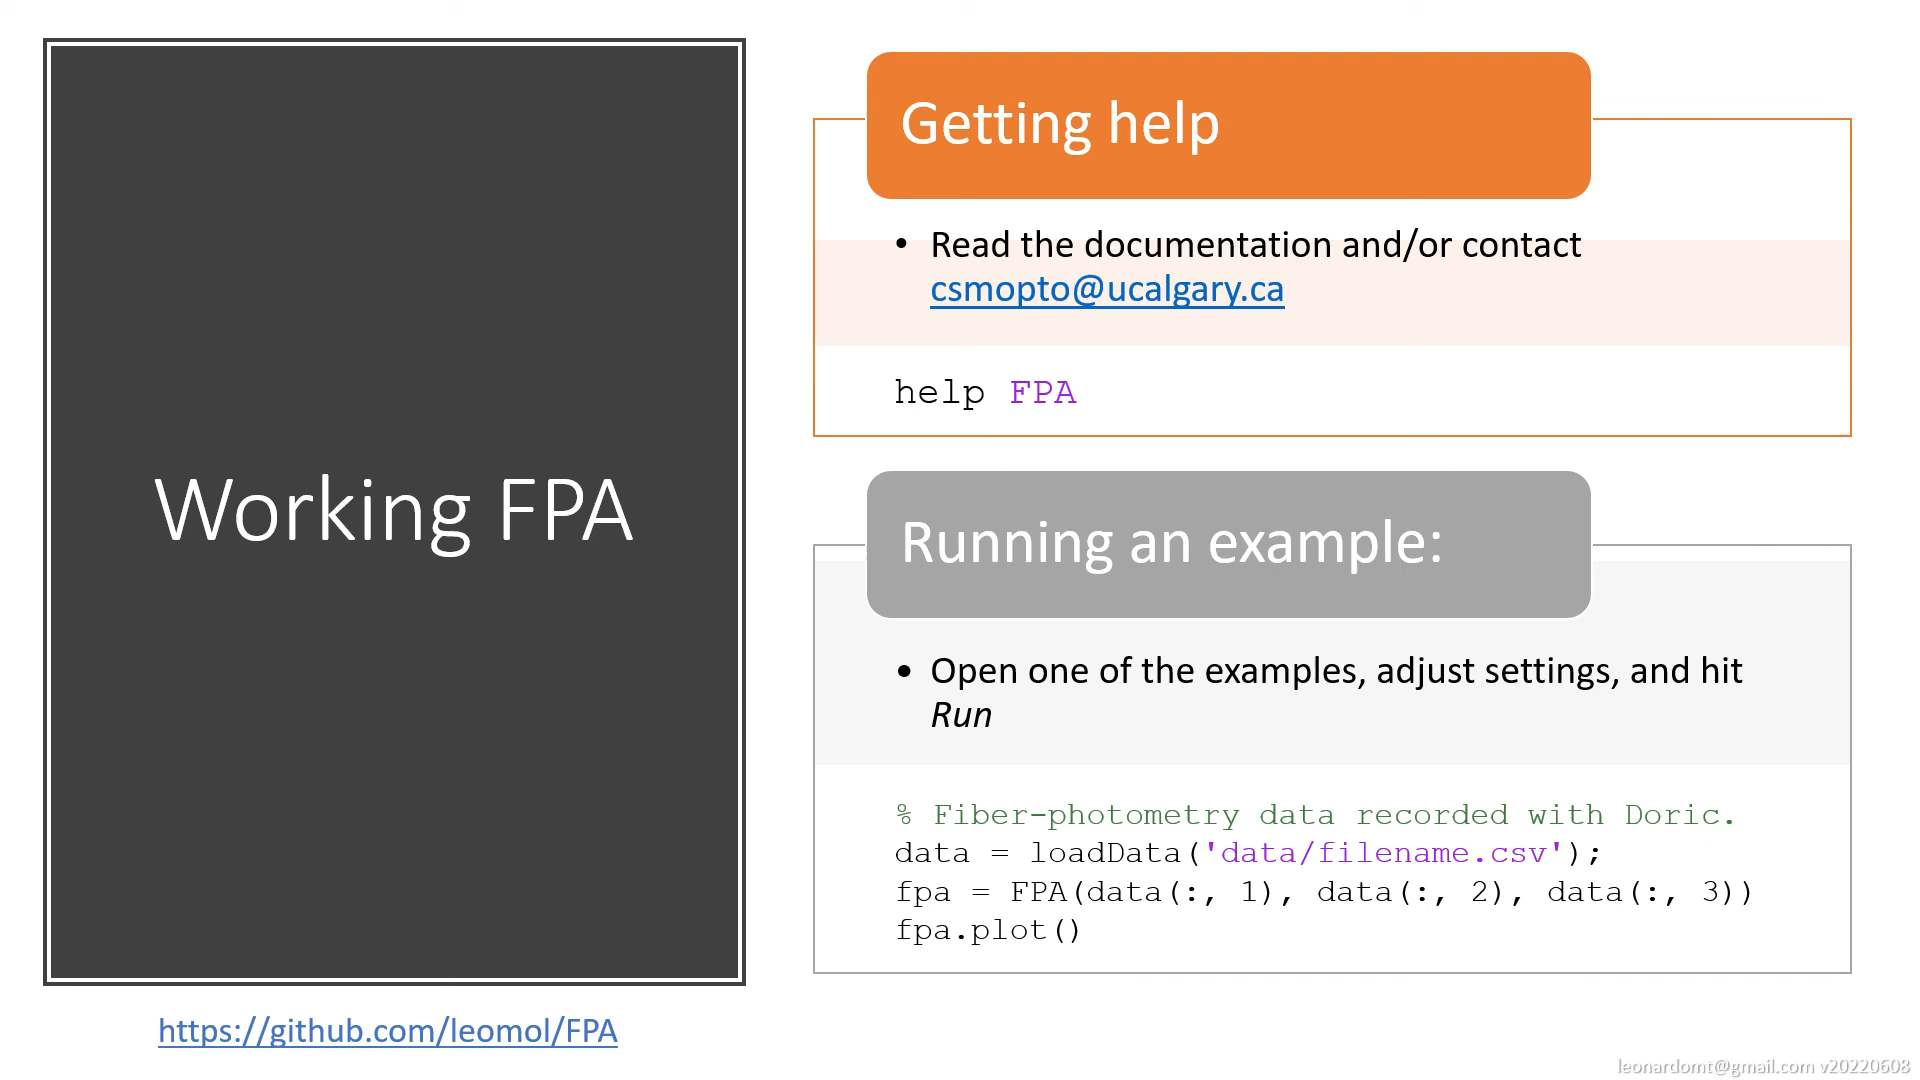 Working FPA
https://github.com/leomol/FPA
Getting help
• Read the documentation and/or contact
csmopto@ucalgary.ca
help FPA
Running an example:
• Open one of the examples, adjust settings, and hit
Run
% Fiber-photometry data recorded with Doric.
data = loadData('data/filename.csv');
fpa = FPA(data(:, 1), data(:, 2), data(:, 3))
fpa.plot()
leonardomt@gmail.com v20220608